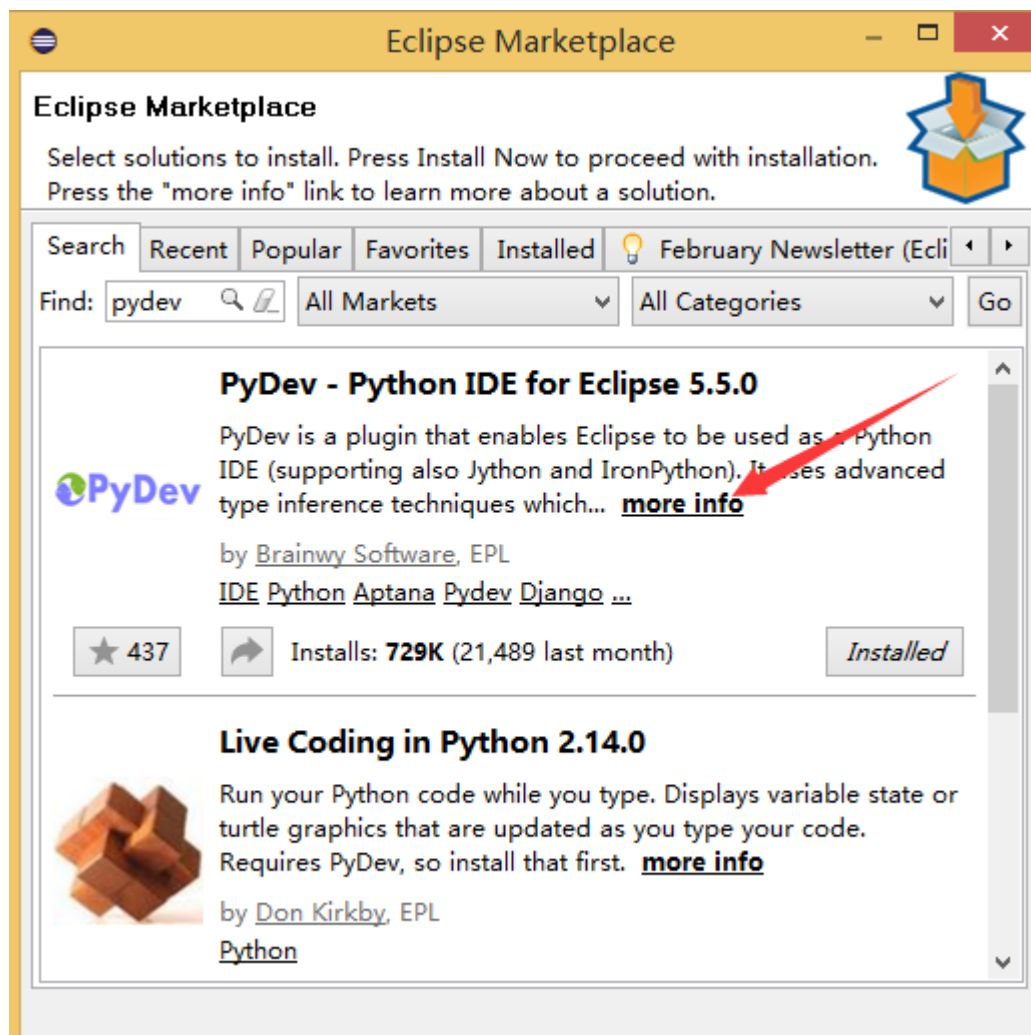 Eclipse Marketplace
Eclipse Marketplace
Select solutions to install. Press Install Now to proceed with installation.
Press the "more info" link to learn more about a solution.
Search Recent Popular Favorites Installed February Newsletter (Ecli
Find: pydev All Markets All Categories Go
PyDev - Python IDE for Eclipse 5.5.0
PyDev is a plugin that enables Eclipse to be used as a Python
IDE (supporting also Jython and IronPython). It uses advanced
PyDev
type inference techniques which... more info
by Brainwy Software, EPL
IDE Python Aptana Pydev Django ...
437 Installs: 729K (21,489 last month) Installed
Live Coding in Python 2.14.0
Run your Python code while you type. Displays variable state or
turtle graphics that are updated as you type your code.
Requires PyDev, so install that first. more info
by Don Kirkby, EPL
Python